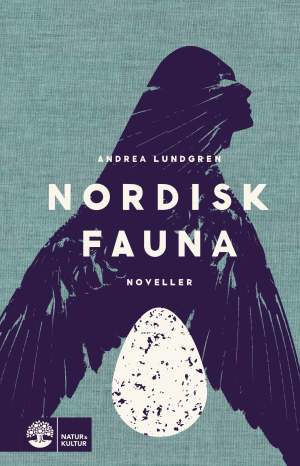 ANDREA LUNDGREN
NORDISK
FAUNA
NOVELLER
NATUR &
KULTUR